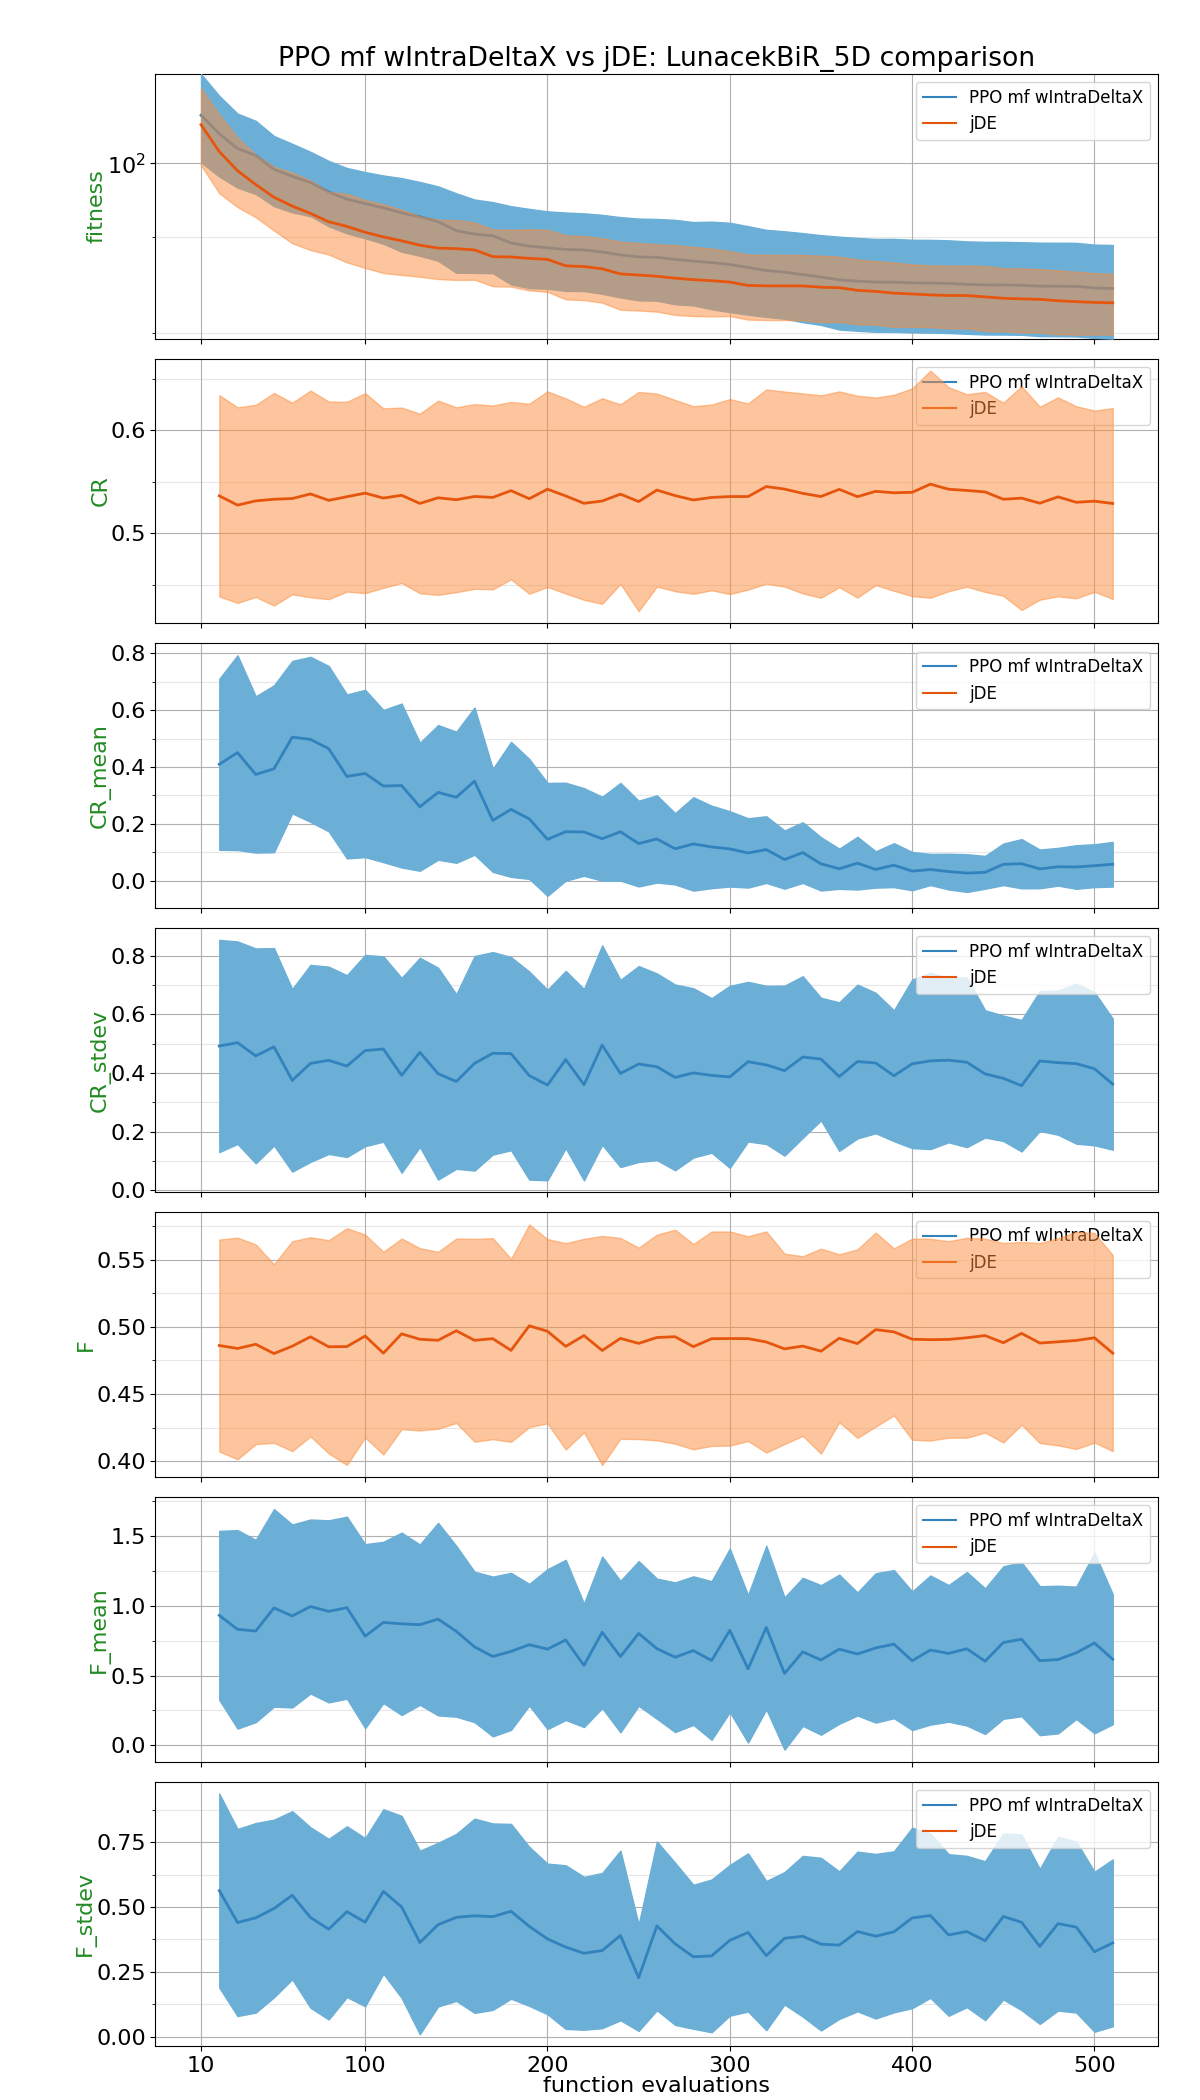 PPO mf wIntraDeltaX vs jDE: LunacekBiR_5D comparison
PPO mf wIntraDeltaX
jDE
10²
fitness
PPO mf wIntraDeltaX
jDE
0.6
0.5
CR
PPO mf wIntraDeltaX
jDE
0.8
0.6
0.4
0.2
0.0
CR_mean
PPO mf wIntraDeltaX
jDE
0.8
0.6
0.4
0.2
0.0
CR_stdev
PPO mf wIntraDeltaX
jDE
0.55
0.50
0.45
0.40
F
PPO mf wIntraDeltaX
jDE
1.5
1.0
0.5
0.0
F_mean
PPO mf wIntraDeltaX
jDE
0.75
0.50
0.25
0.00
F_stdev
10 100 200 300 400 500
function evaluations